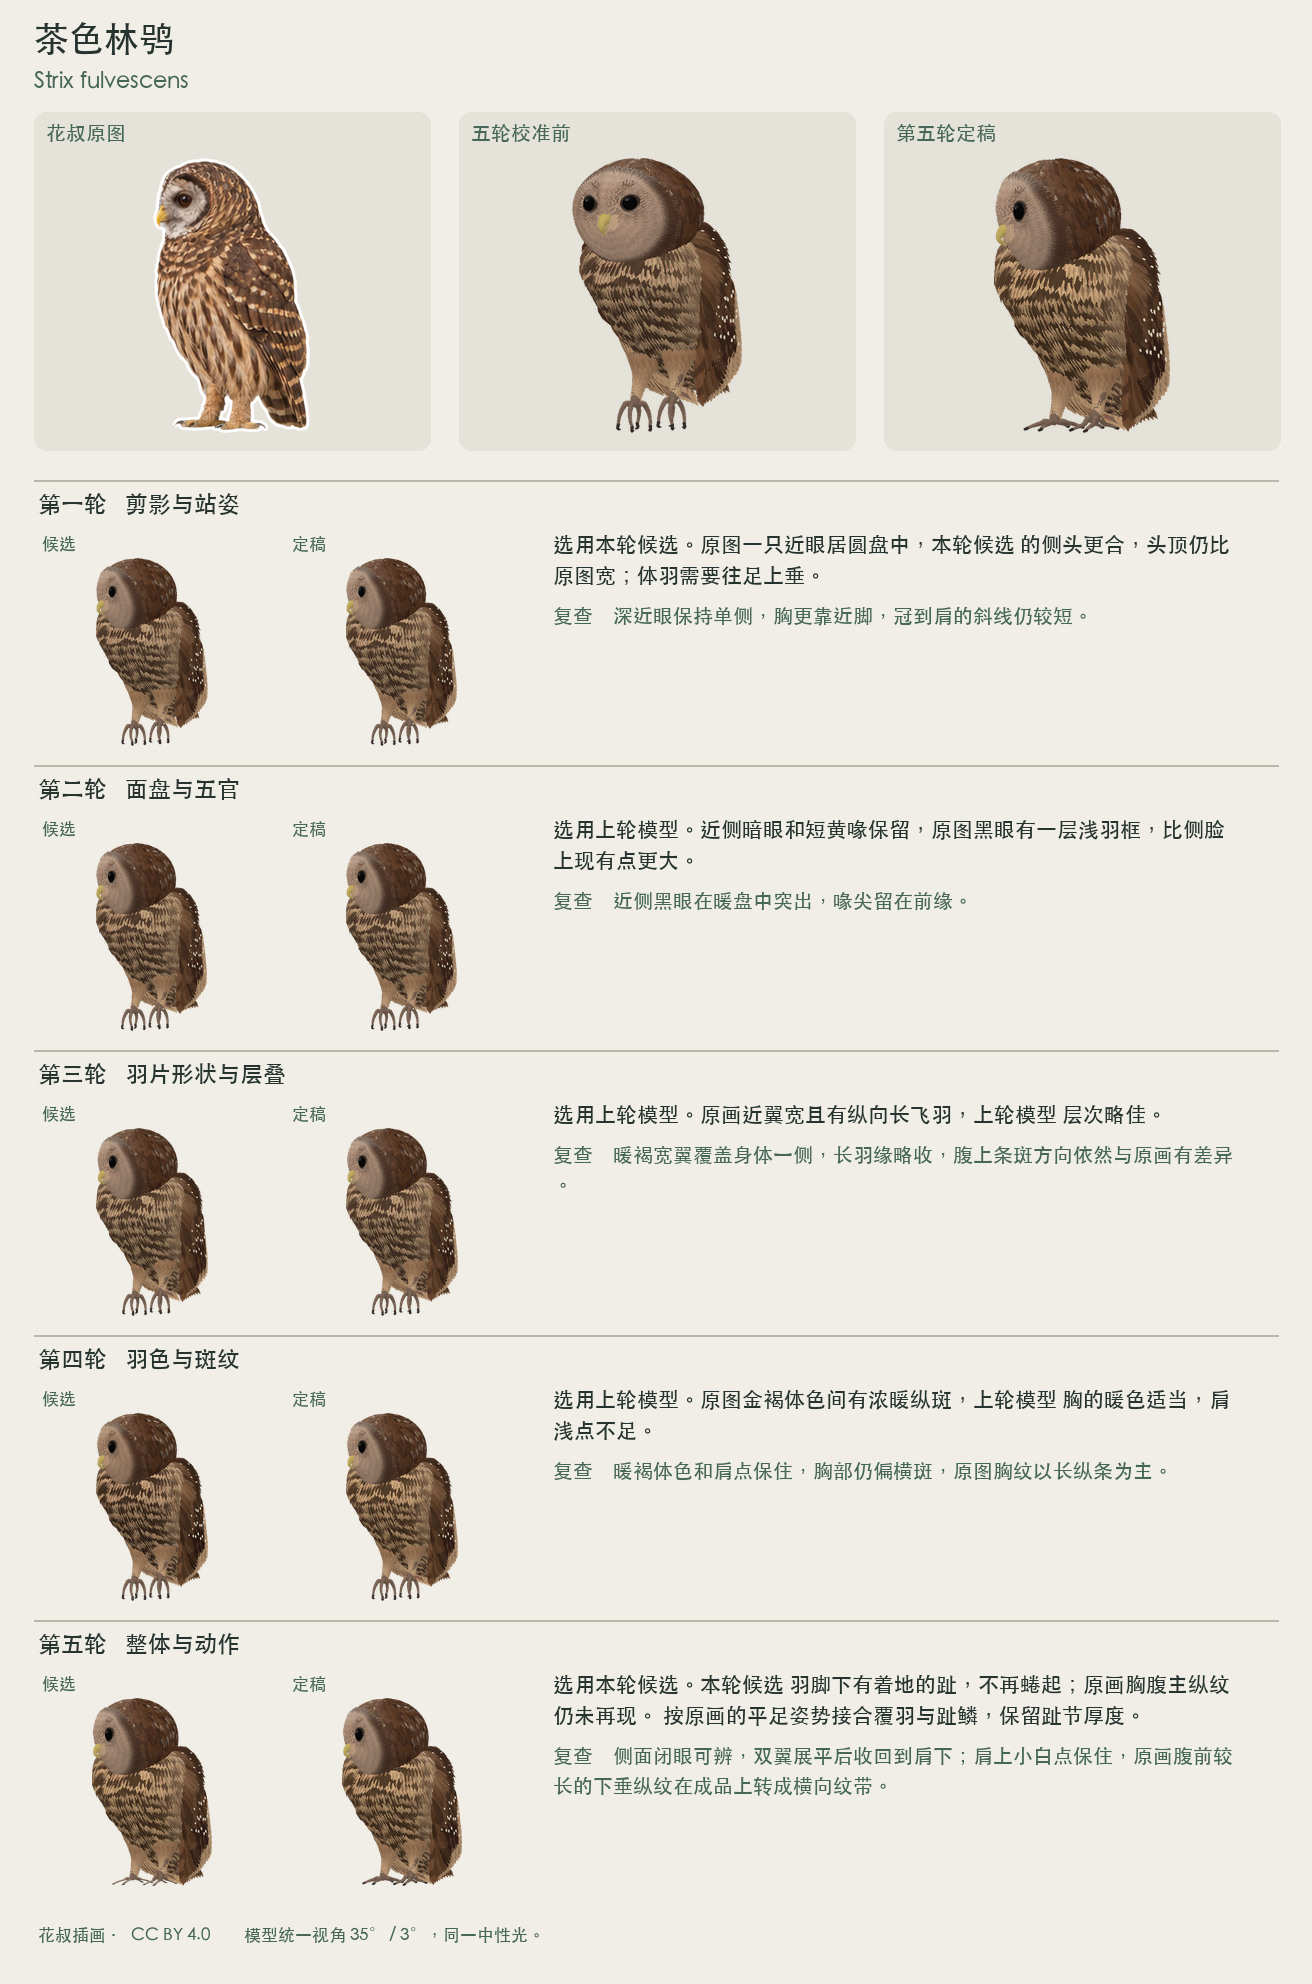 茶色林鸮
Strix fulvescens
花叔原图
五轮校准前
第五轮定稿
第一轮 剪影与站姿
候选
定稿
选用本轮候选。原图一只近眼居圆盘中，本轮候选 的侧头更合，头顶仍比
原图宽；体羽需要往足上垂。
复查 深近眼保持单侧，胸更靠近脚，冠到肩的斜线仍较短。
第二轮 面盘与五官
候选
定稿
选用上轮模型。近侧暗眼和短黄喙保留，原图黑眼有一层浅羽框，比侧脸
上现有点更大。
复查 近侧黑眼在暖盘中突出，喙尖留在前缘。
第三轮 羽片形状与层叠
候选
定稿
选用上轮模型。原画近翼宽且有纵向长飞羽，上轮模型 层次略佳。
复查 暖褐宽翼覆盖身体一侧，长羽缘略收，腹上条斑方向依然与原画有差异
。
第四轮 羽色与斑纹
候选
定稿
选用上轮模型。原图金褐体色间有浓暖纵斑，上轮模型 胸的暖色适当，肩
浅点不足。
复查 暖褐体色和肩点保住，胸部仍偏横斑，原图胸纹以长纵条为主。
第五轮 整体与动作
候选
定稿
选用本轮候选。本轮候选 羽脚下有着地的趾，不再蜷起；原画胸腹主纵纹
仍未再现。 按原画的平足姿势接合覆羽与趾鳞，保留趾节厚度。
复查 侧面闭眼可辨，双翼展平后收回到肩下；肩上小白点保住，原画腹前较
长的下垂纵纹在成品上转成横向纹带。
花叔插画 · CC BY 4.0 模型统一视角 35° / 3° ，同一中性光。